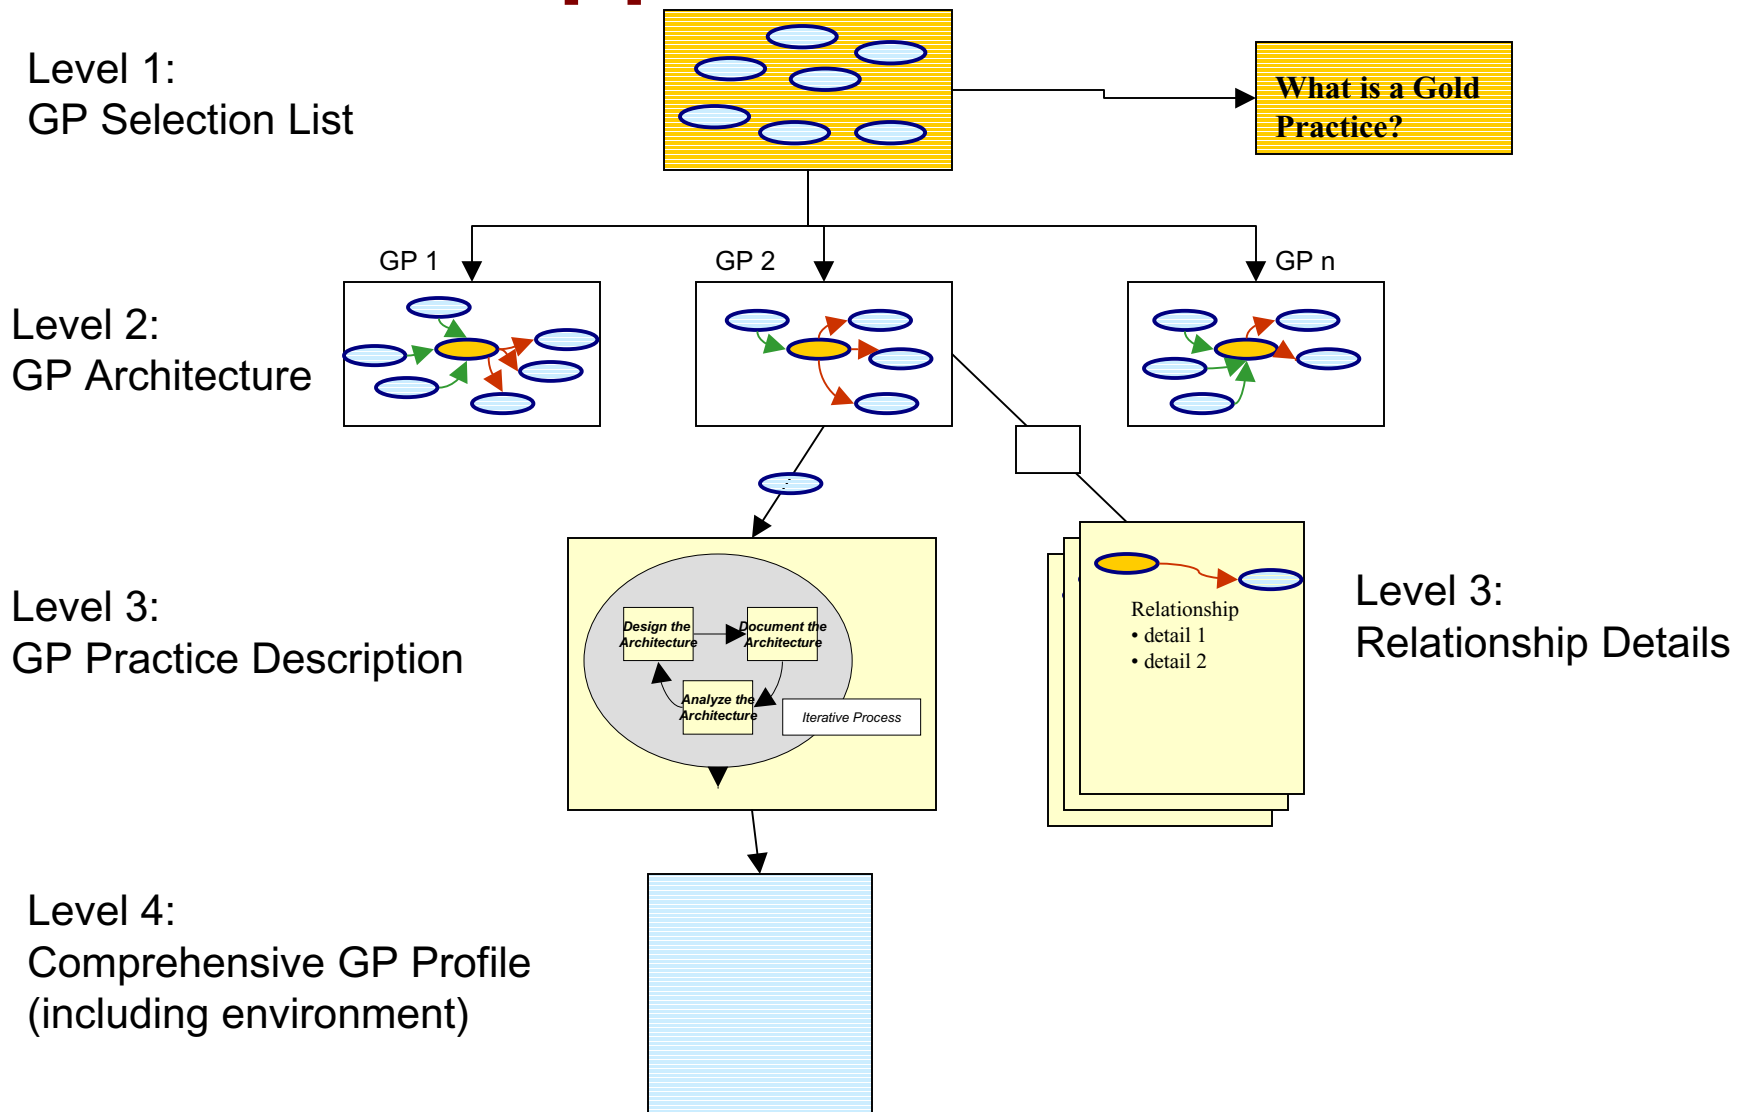 Level 1:
GP Selection List
What is a Gold
Practice?
GP 1
GP 2
GP n
Level 2:
GP Architecture
Level 3:
GP Practice Description
Design the
Architecture
Document the
Architecture
Analyze the
Architecture
Iterative Process
Relationship
• detail 1
• detail 2
Level 3:
Relationship Details
Level 4:
Comprehensive GP Profile
(including environment)